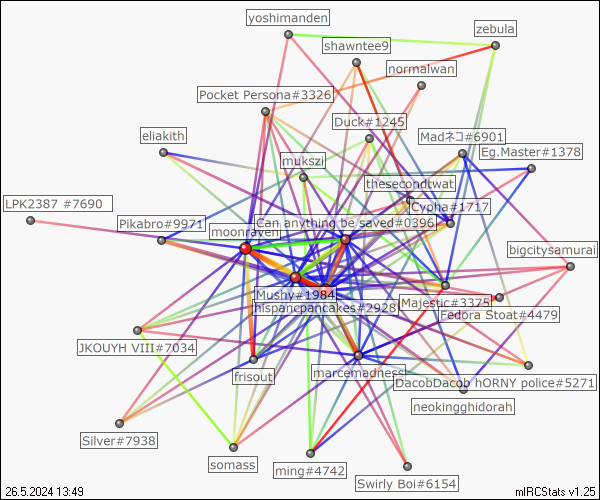 yoshimanden
zebula
shawntee9
normalwan
Pocket Persona#3326
Duck#1245
eliakith
Madネコ#6901
Eg.Master#1378
mukszi
thesecondtwat
LPK2387 #7690
Cypha#1717
Pikabro#9971
Can anything be saved#0396
moonraven
bigcitysamurai
Mushy#1984
Majestic#3375
hispancpancakes#2928
Fedora Stoat#4479
JKOUYH VIII#7034
frisout
marcemadness
DacobDacob hORNY police#5271
neokingghidorah
Silver#7938
somass
ming#4742
Swirly Boi#6154
26.5.2024 13:49
mIRCStats v1.25